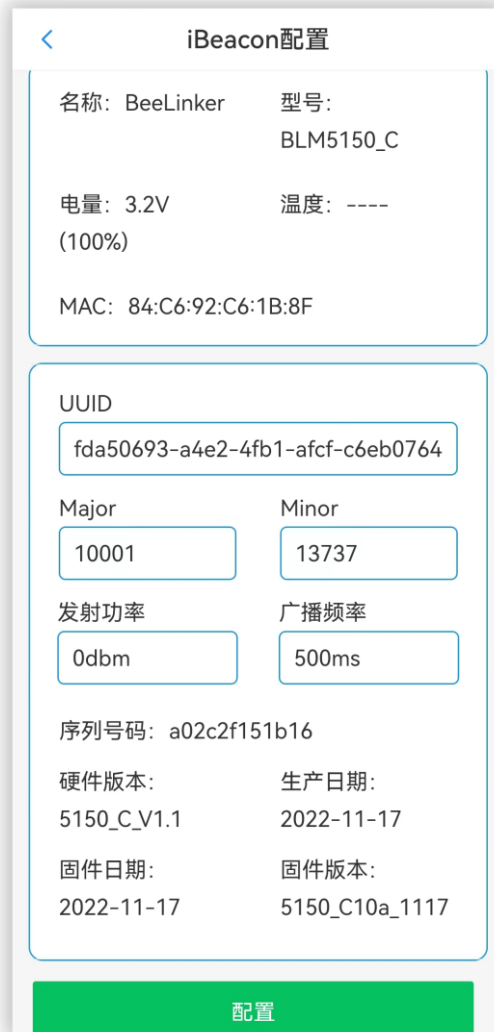 iBeacon配置
名称：BeeLinker
型号：
BLM5150_C
电量：3.2V
(100%)
温度：----
MAC：84:C6:92:C6:1B:8F
UUID
fda50693-a4e2-4fb1-afcf-c6eb0764
Major
Minor
10001
13737
发射功率
广播频率
0dbm
500ms
序列号码：a02c2f151b16
硬件版本：
5150_C_V1.1
生产日期：
2022-11-17
固件日期：
2022-11-17
固件版本：
5150_C10a_1117
配置